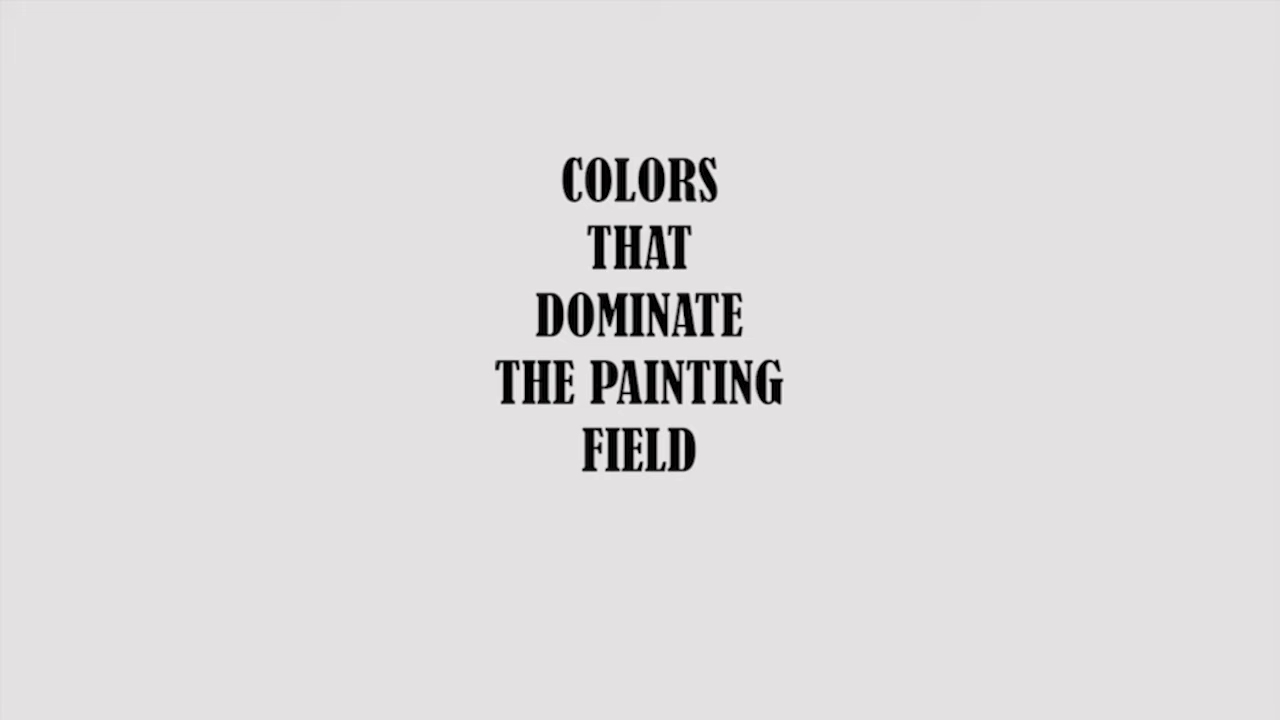 COLORS
THAT
DOMINATE
THE PAINTING
FIELD